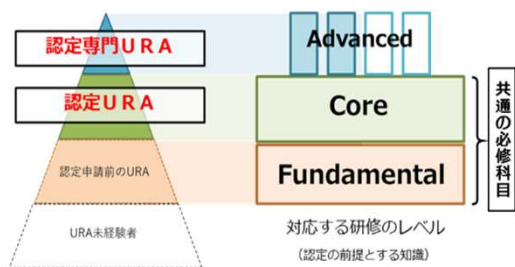 認定専門URA
認定URA
認定申請前のURA
URA未経験者
Advanced
Core
Fundamental
共通の必修科目
対応する研修のレベル
(認定の前提とする知識)